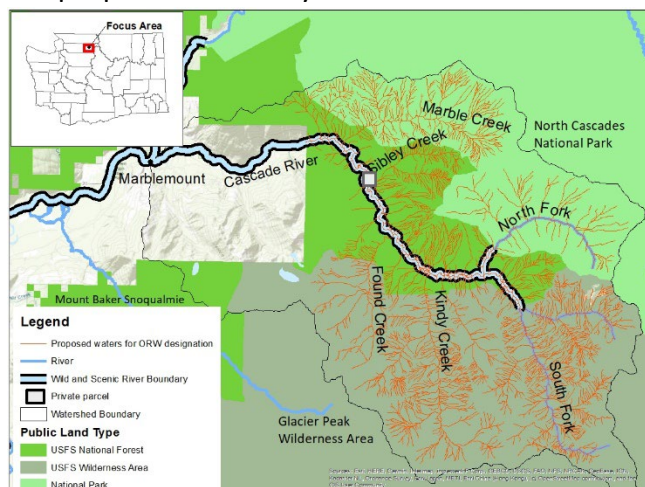 Focus Area
Marble Creek
North Cascades
National Park
Sibley Creek
Cascade River
Marblemount
North Fork
Found Creek
Kindy Creek
South Fork
Mount Baker Snoqualmie
Glacier Peak
Wilderness Area
Legend
Proposed waters for ORW designation
River
Wild and Scenic River Boundary
Private parcel
Watershed Boundary
Public Land Type
USFS National Forest
USFS Wilderness Area
National Park